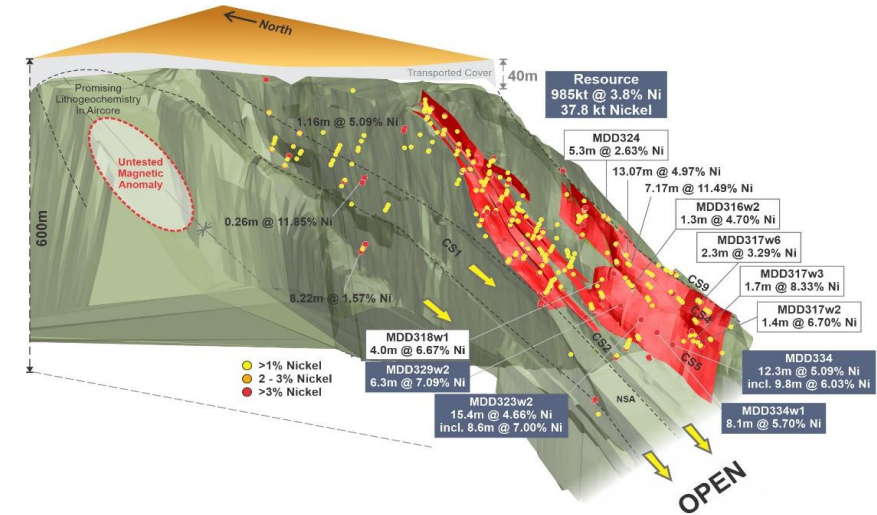 North
Transported Cover
40m
Promising
Lithogeochemistry
In Aircore
Untested
Magnetic
Anomaly
600m
Resource
985kt @ 3.8% Ni
37.8 kt Nickel
1.16m @ 5.09% Ni
0.26m @ 11.85% Ni
8.22m @ 1.57% Ni
MDD324
5.3m @ 2.63% Ni
13.07m @ 4.97% Ni
7.17m @ 11.49% Ni
MDD316w2
1.3m @ 4.70% Ni
MDD317w6
2.3m @ 3.29% Ni
MDD317w3
1.7m @ 8.33% Ni
MDD317w2
1.4m @ 6.70% Ni
MDD334
12.3m @ 5.09% Ni
incl. 9.8m @ 6.03% Ni
MDD334w1
8.1m @ 5.70% Ni
MDD318w1
4.0m @ 6.67% Ni
MDD329w2
6.3m @ 7.09% Ni
MDD323w2
15.4m @ 4.66% Ni
incl. 8.6m @ 7.00% Ni
CS1
CS2
CS9
CS4
CS5
NSA
>1% Nickel
2 - 3% Nickel
>3% Nickel
OPEN